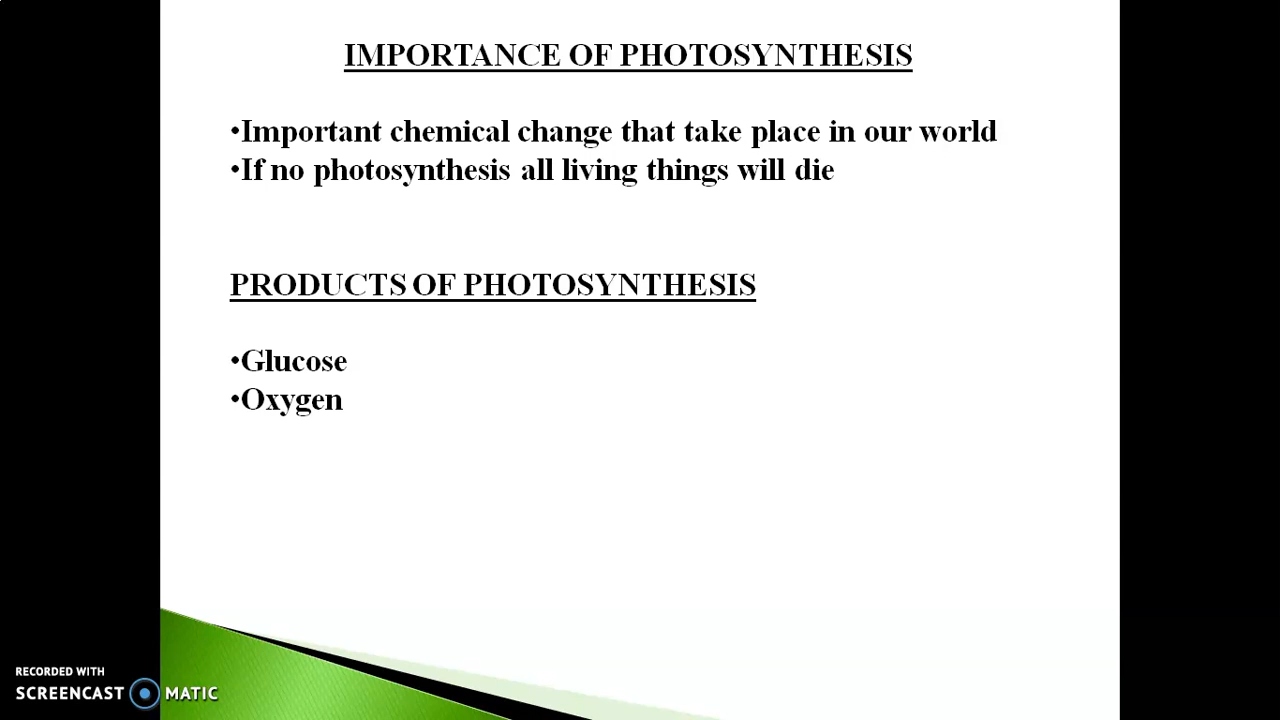 IMPORTANCE OF PHOTOSYNTHESIS
•Important chemical change that take place in our world
•If no photosynthesis all living things will die
PRODUCTS OF PHOTOSYNTHESIS
•Glucose
•Oxygen
RECORDED WITH
SCREENCAST MATIC